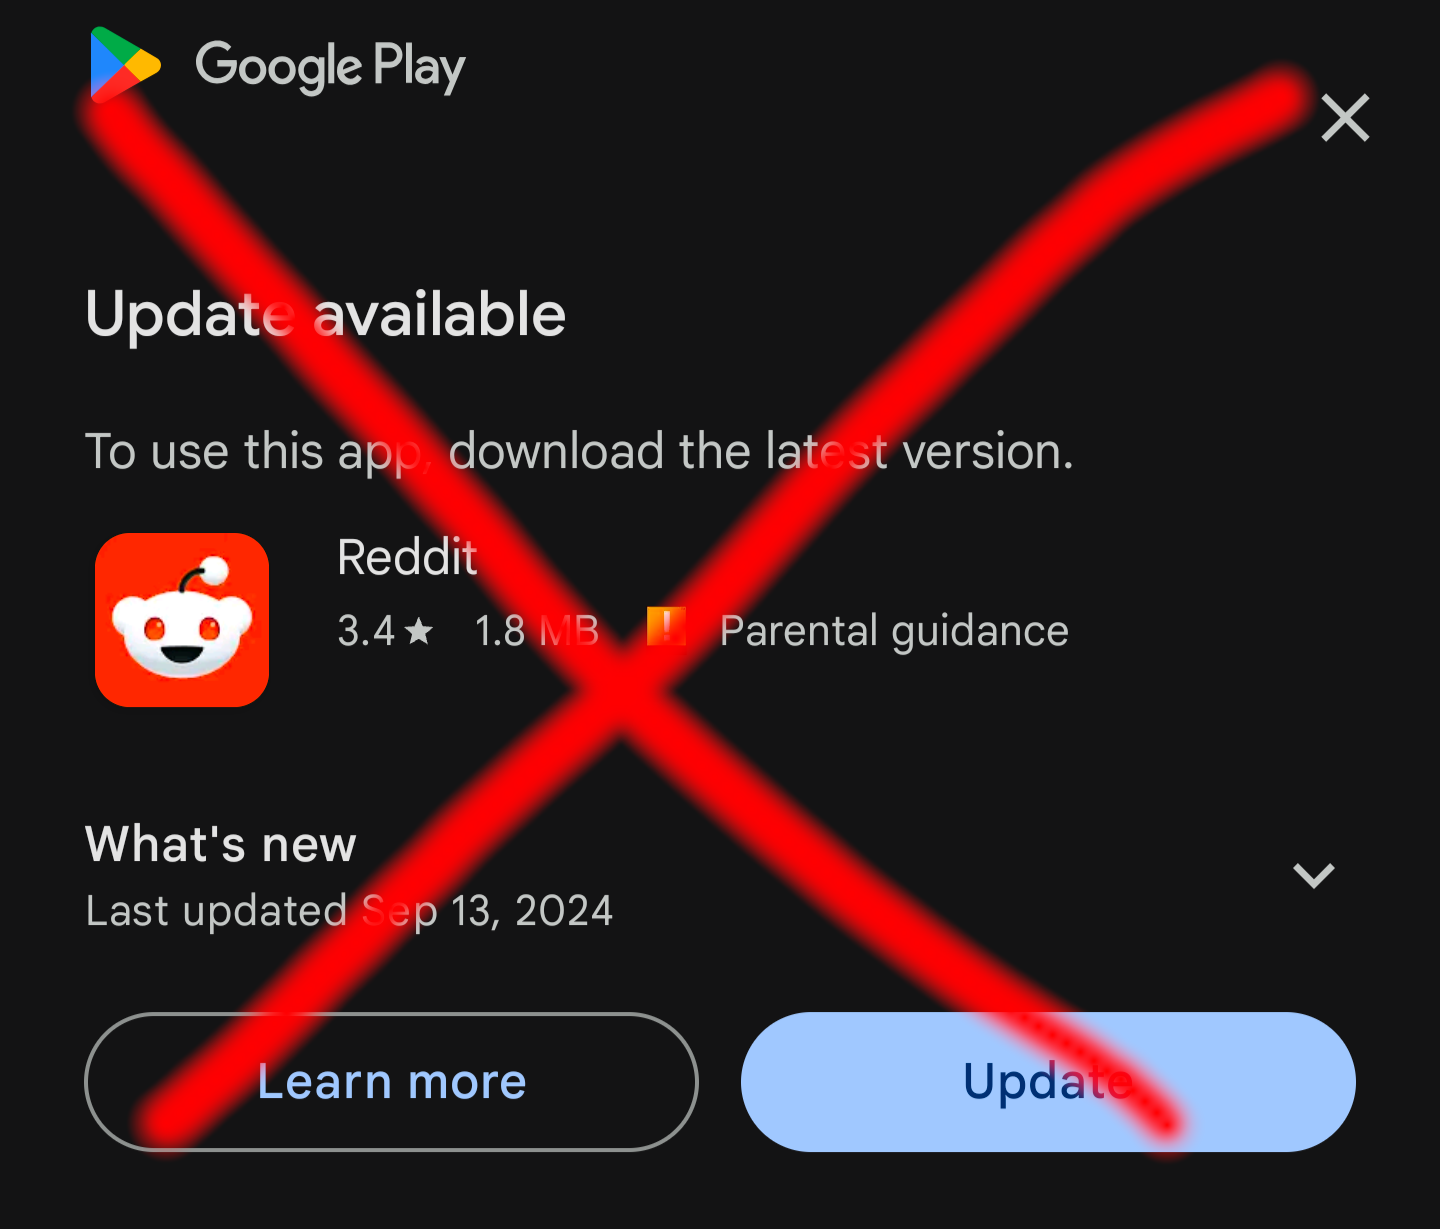 Google Play
Update available
To use this app, download the latest version.
Reddit
3.4★ 1.8 MB ! Parental guidance
What's new
Last updated Sep 13, 2024
Learn more
Update